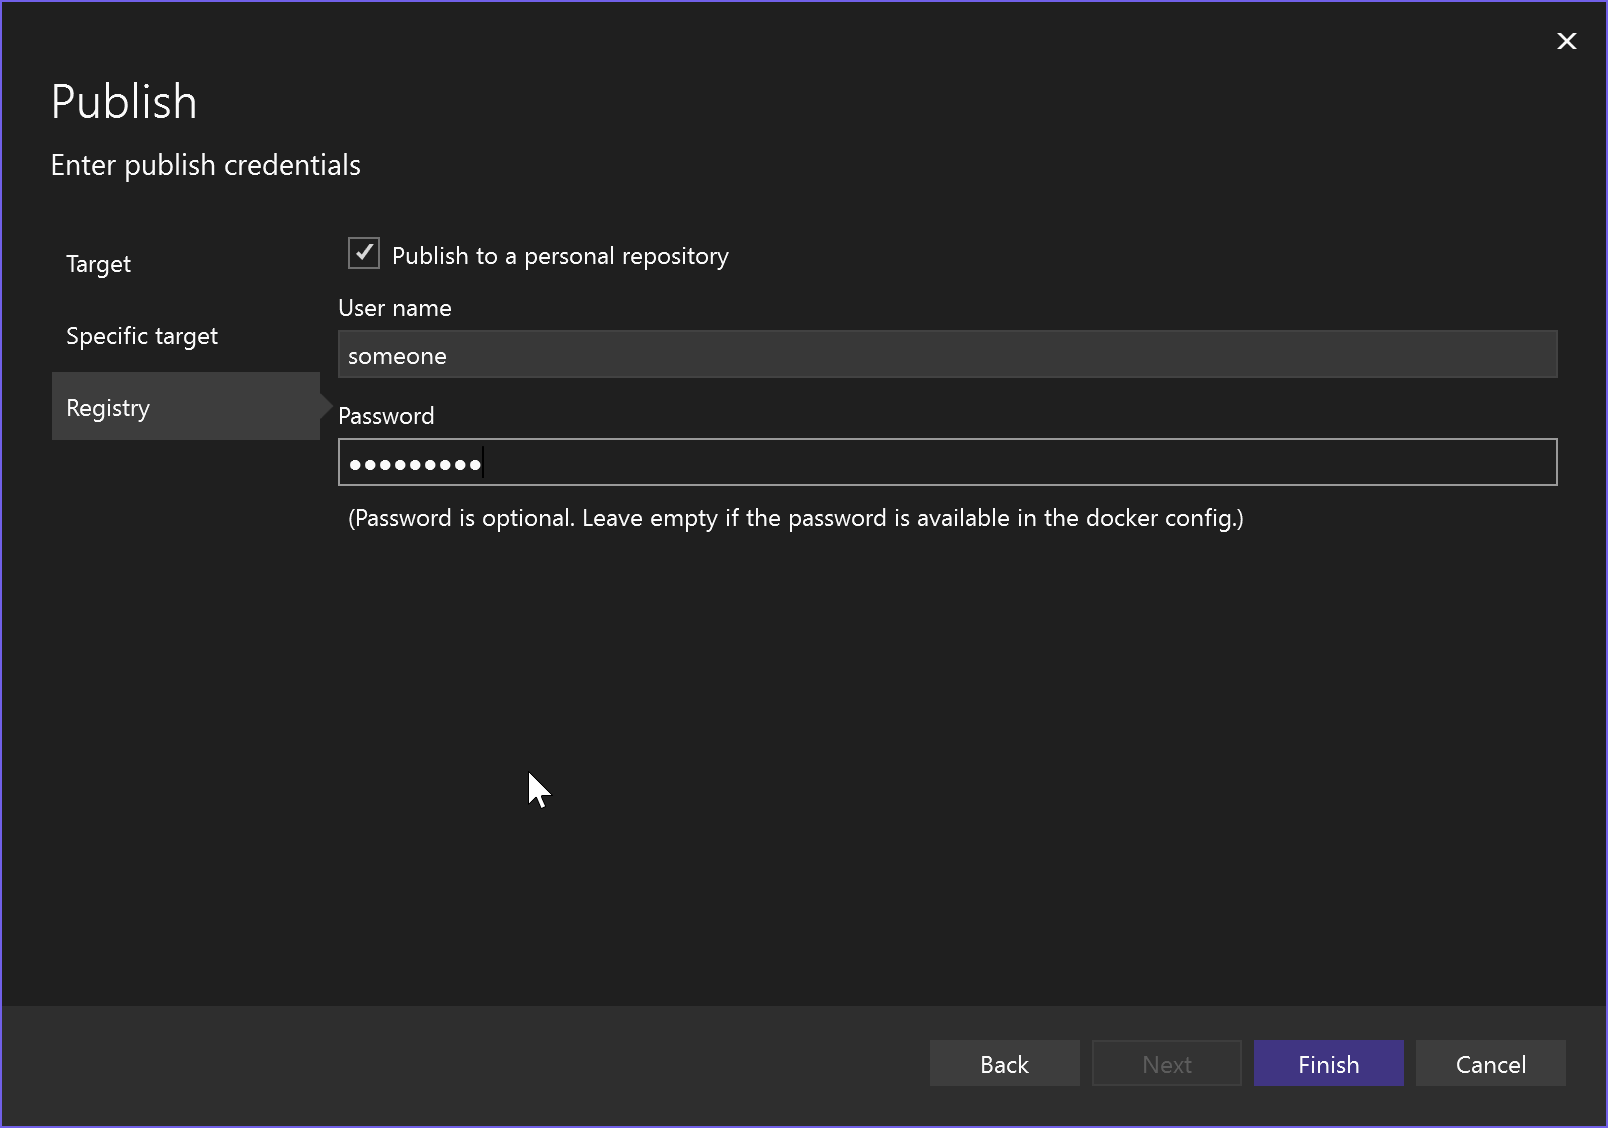 Publish
Enter publish credentials
Target
Specific target
Registry
Publish to a personal repository
User name
someone
Password
●●●●●●●●●
(Password is optional. Leave empty if the password is available in the docker config.)
Back
Next
Finish
Cancel